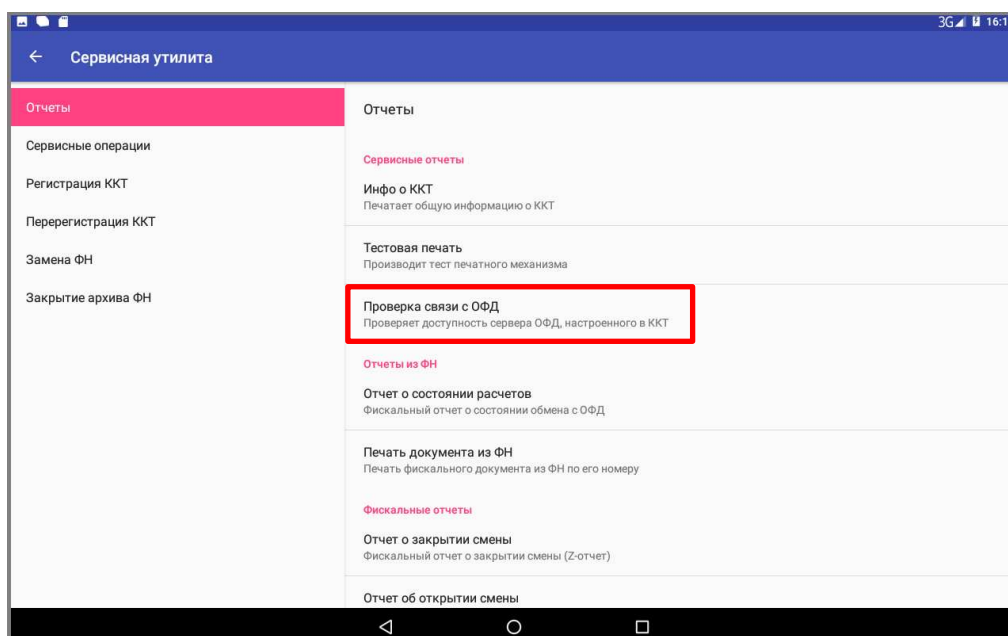 3G 16:1
Сервисная утилита
Отчеты
Сервисные операции
Регистрация ККТ
Перерегистрация ККТ
Замена ФН
Закрытие архива ФН
Отчеты
Сервисные отчеты
Инфо о ККТ
Печатает общую информацию о ККТ
Тестовая печать
Производит тест печатного механизма
Проверка связи с ОФД
Проверяет доступность сервера ОФД, настроенного в ККТ
Отчеты из ФН
Отчет о состоянии расчетов
Фискальный отчет о состоянии обмена с ОФД
Печать документа из ФН
Печать фискального документа из ФН по его номеру
Фискальные отчеты
Отчет о закрытии смены
Фискальный отчет о закрытии смены (Z-отчет)
Отчет об открытии смены